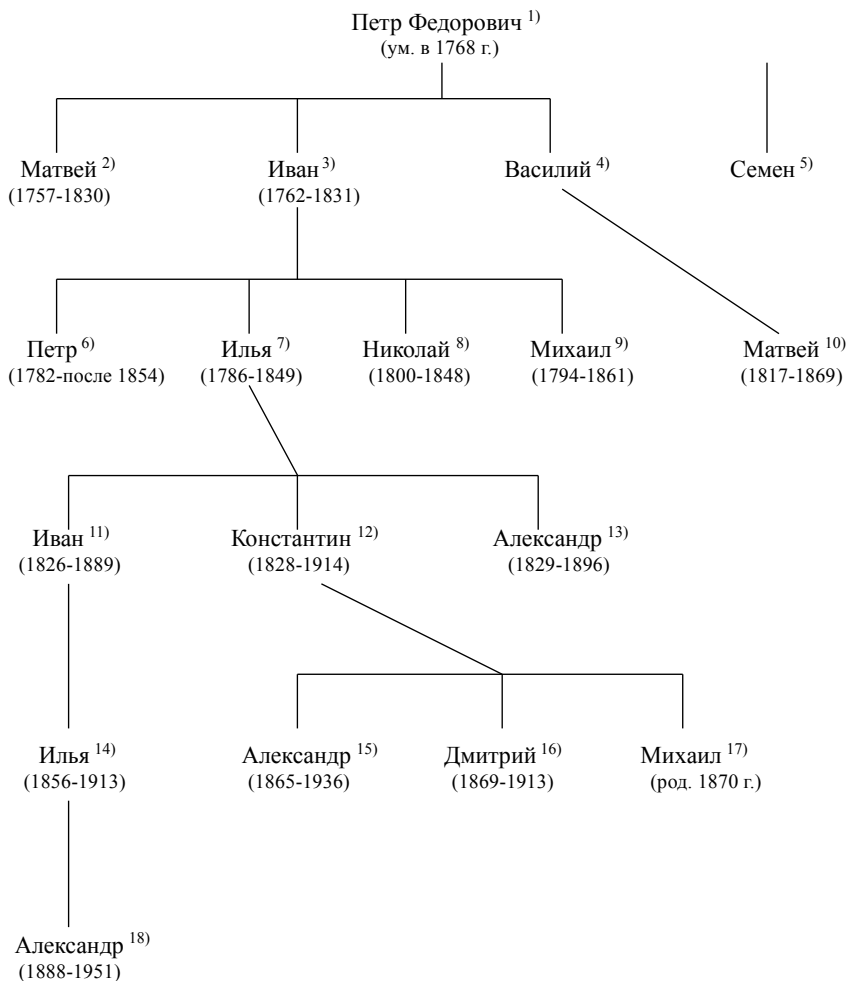 Петр Федорович 1)
(ум. в 1768 г.)
Матвей 2) Иван 3) Василий 4) Семен 5)
(1757-1830) (1762-1831)
Петр 6) Илья 7) Николай 8) Михаил 9) Матвей 10)
(1782-после 1854) (1786-1849) (1800-1848) (1794-1861) (1817-1869)
Иван 11) Константин 12) Александр 13)
(1826-1889) (1828-1914) (1829-1896)
Илья 14) Александр 15) Дмитрий 16) Михаил 17)
(1856-1913) (1865-1936) (1869-1913) (род. 1870 г.)
Александр 18)
(1888-1951)